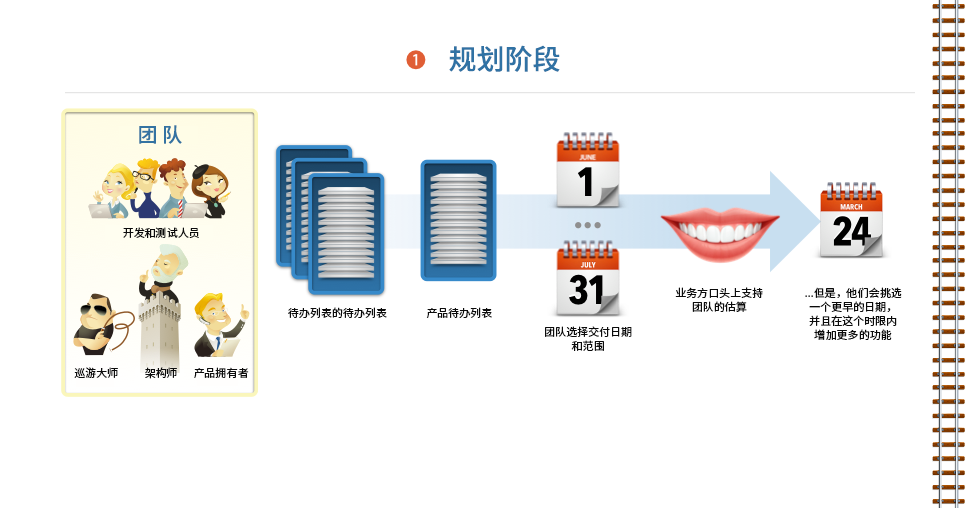 1 规划阶段
团队
开发和测试人员
巡游大师 架构师 产品拥有者
待办列表的待办列表
产品待办列表
JUNE
1
JULY
31
团队选择交付日期
和范围
业务方口头上支持
团队的估算
MARCH
24
...但是，他们会挑选
一个更早的日期，
并且在这个时限内
增加更多的功能